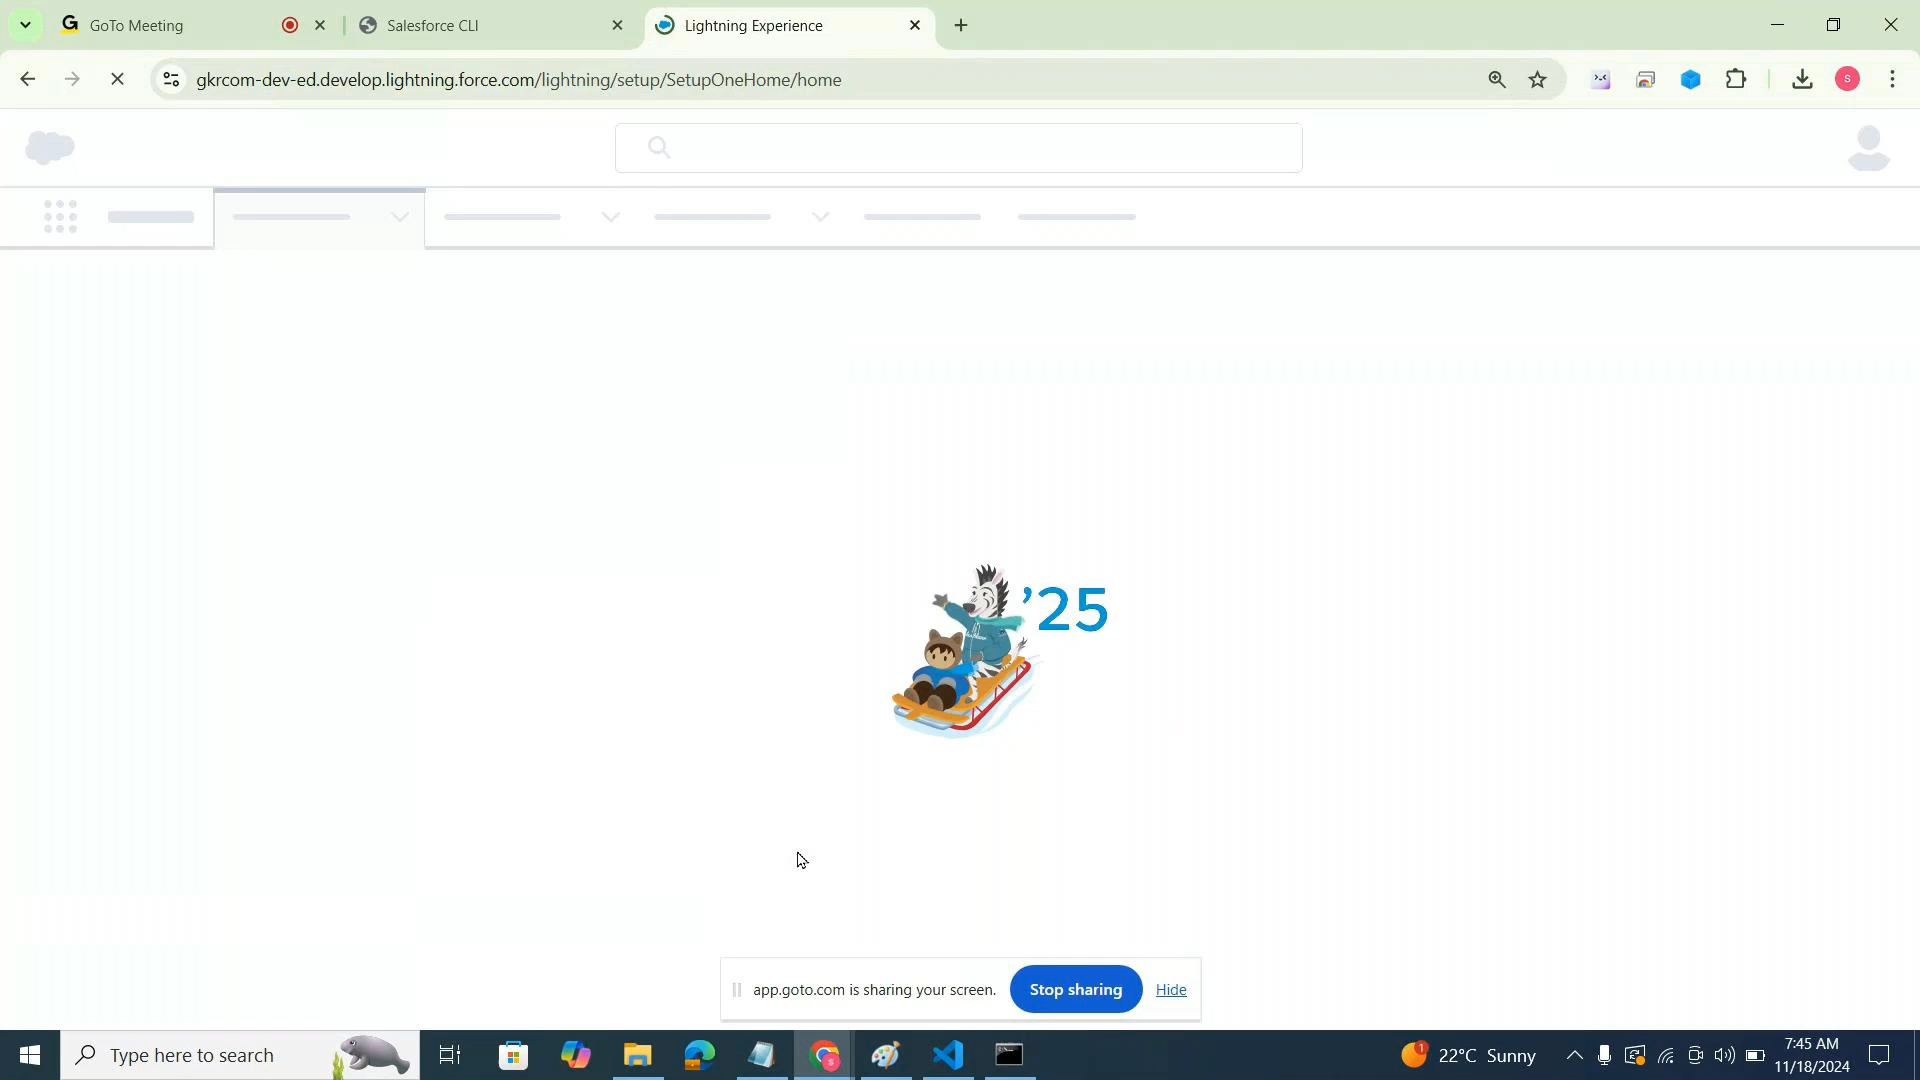 GoTo Meeting
Salesforce CLI
Lightning Experience
gkrcom-dev-ed.develop.lightning.force.com/lightning/setup/SetupOneHome/home
S
’25
app.goto.com is sharing your screen.
Stop sharing
Hide
Type here to search
1
22°C Sunny
7:45 AM
11/18/2024